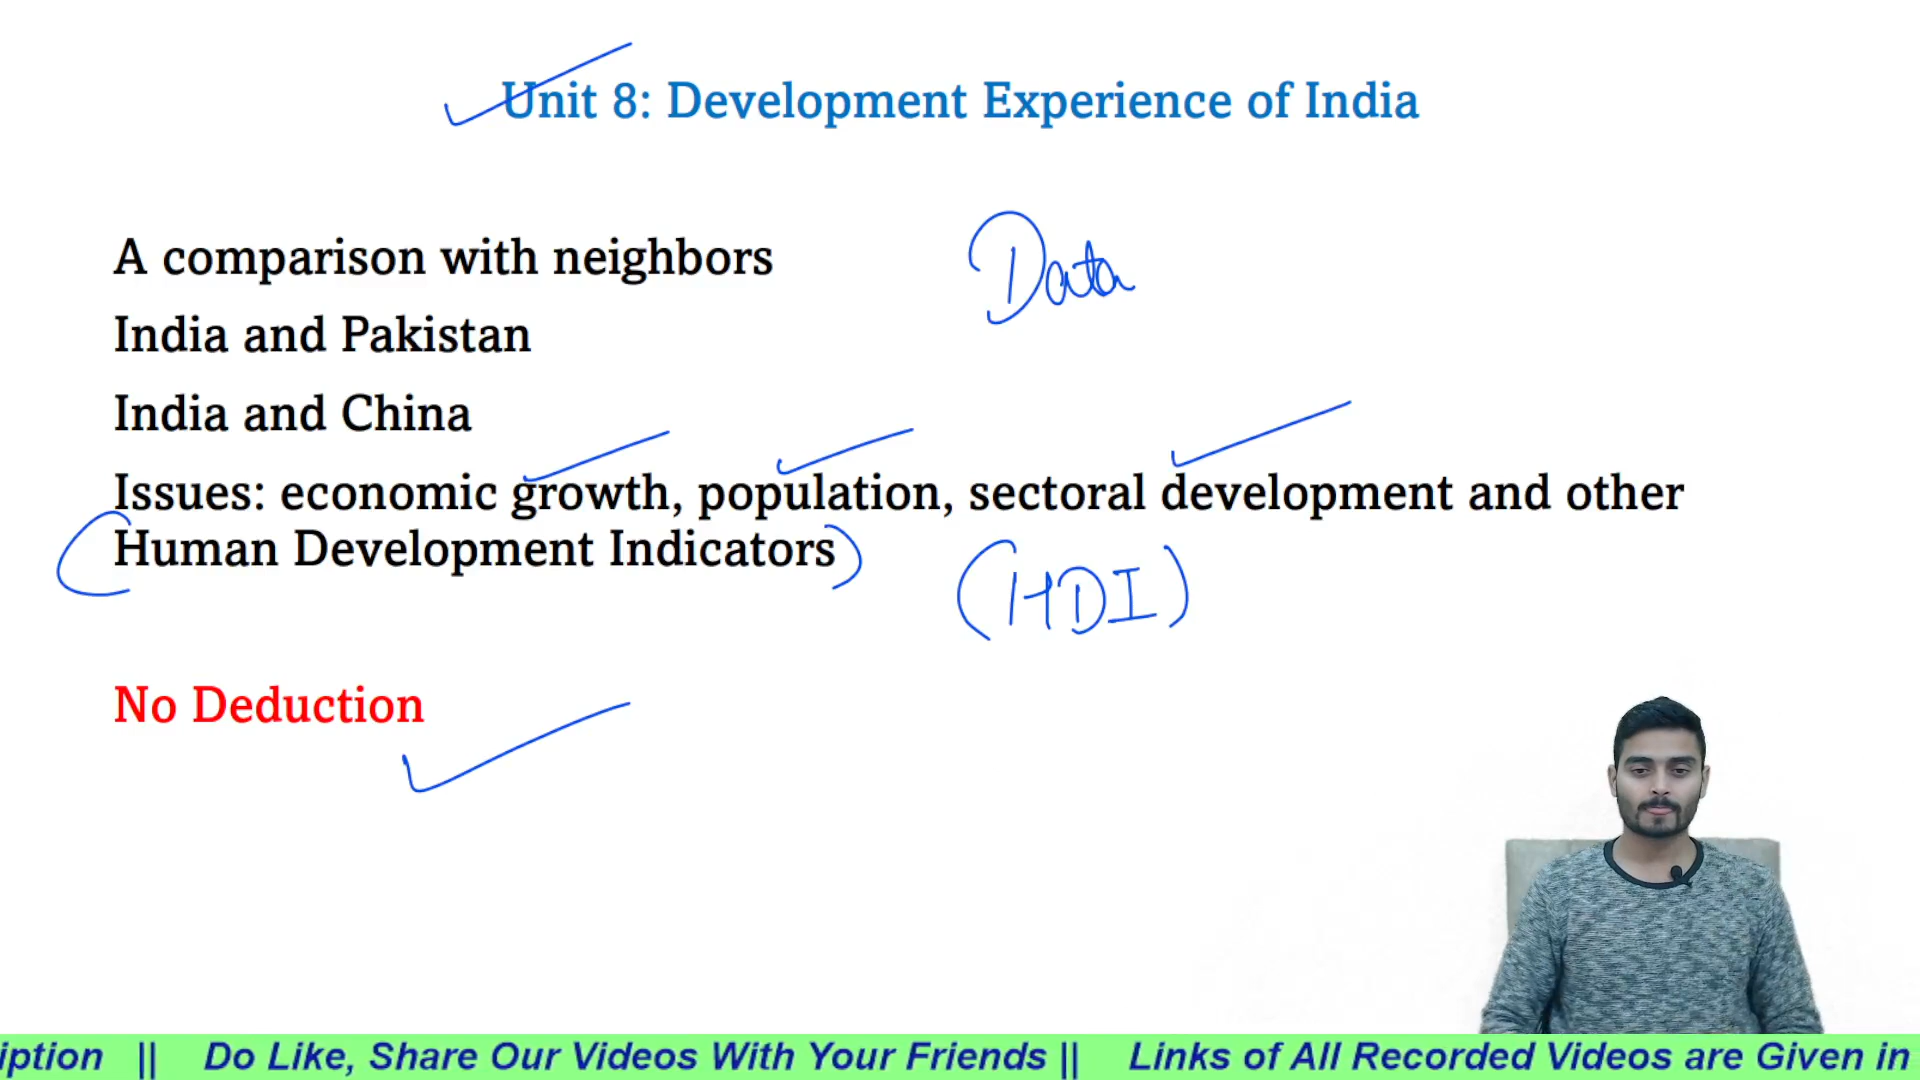 Unit 8: Development Experience of India
A comparison with neighbors
Data
India and Pakistan
India and China
Issues: economic growth, population, sectoral development and other
Human Development Indicators
(HDI)
No Deduction
iption || Do Like, Share Our Videos With Your Friends || Links of All Recorded Videos are Given in